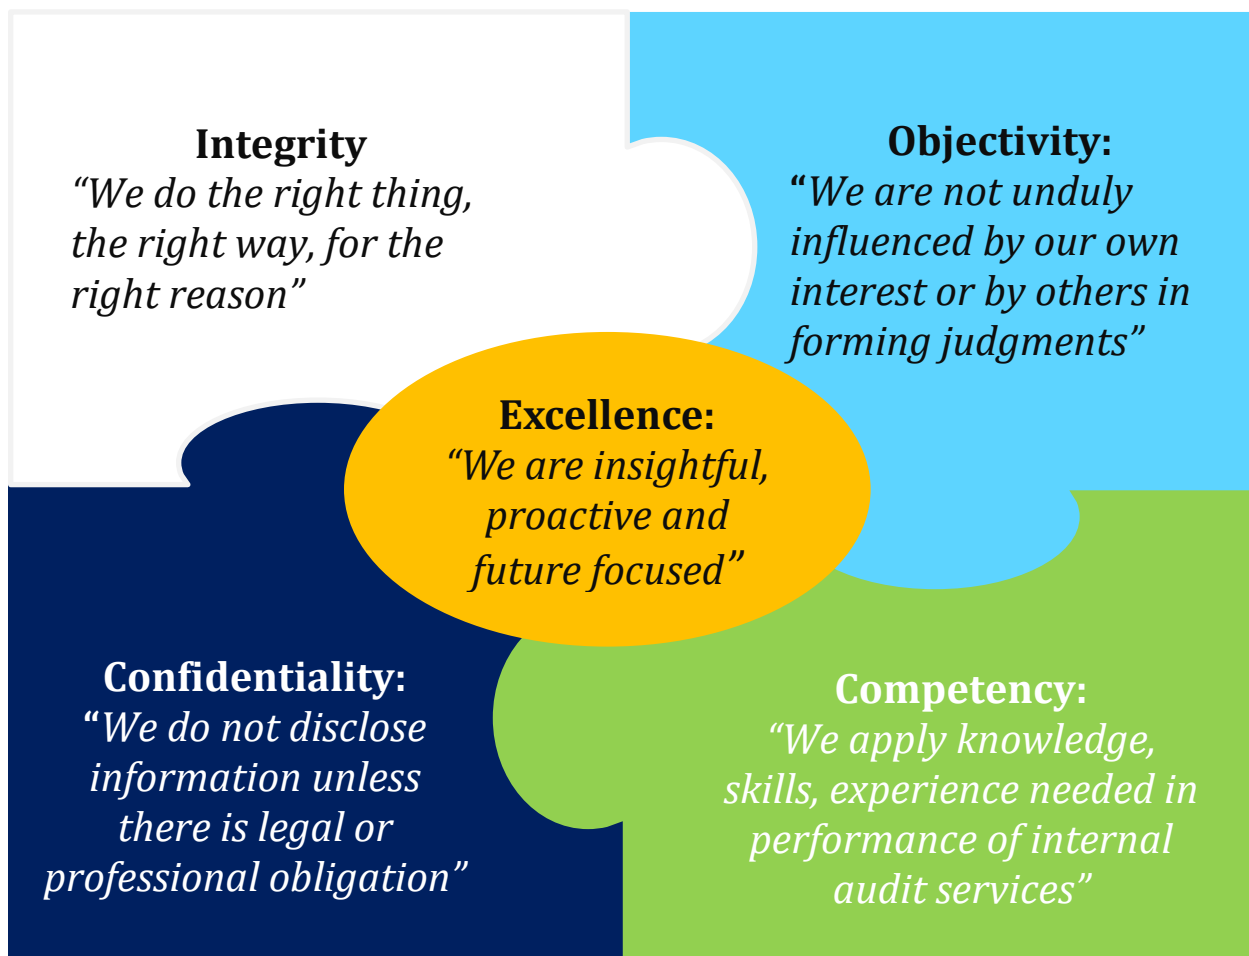 Integrity
“We do the right thing,
the right way, for the
right reason”
Objectivity:
“We are not unduly
influenced by our own
interest or by others in
forming judgments”
Excellence:
“We are insightful,
proactive and
future focused”
Confidentiality:
“We do not disclose
information unless
there is legal or
professional obligation”
Competency:
“We apply knowledge,
skills, experience needed in
performance of internal
audit services”